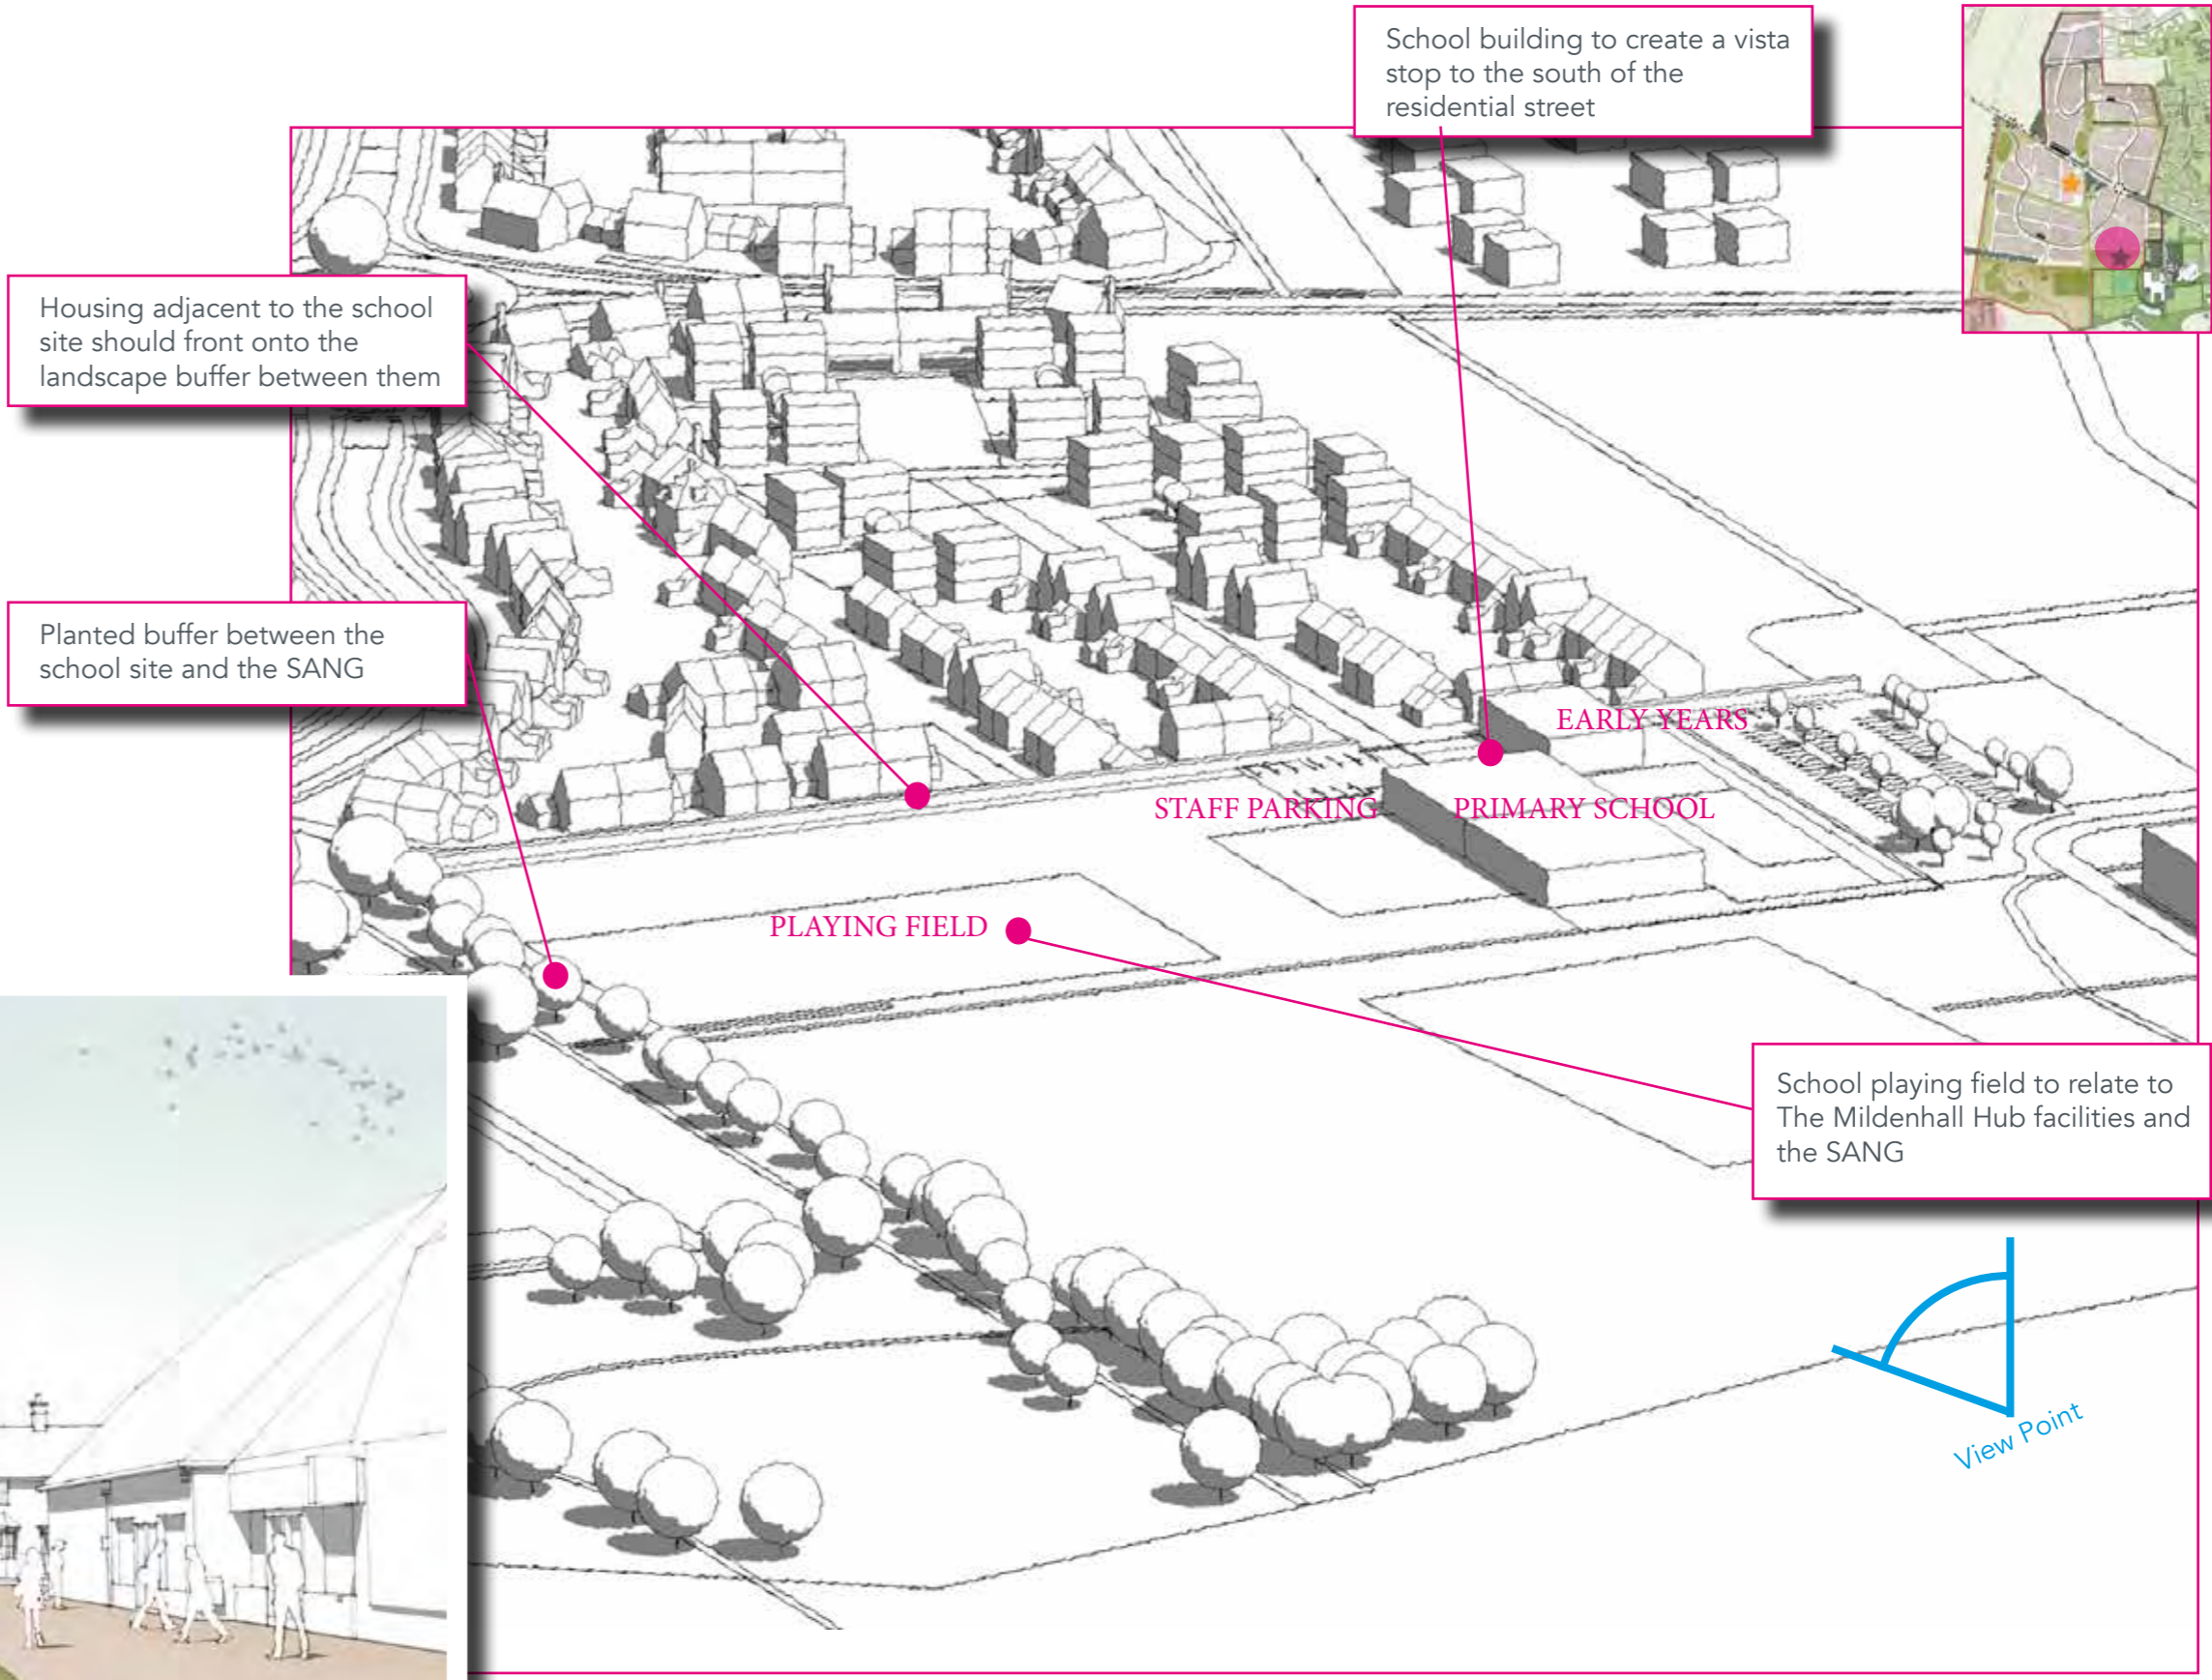 School building to create a vista
stop to the south of the
residential street
Housing adjacent to the school
site should front onto the
landscape buffer between them
Planted buffer between the
school site and the SANG
EARLY YEARS
STAFF PARKING
PRIMARY SCHOOL
PLAYING FIELD
School playing field to relate to
The Mildenhall Hub facilities and
the SANG
View Point